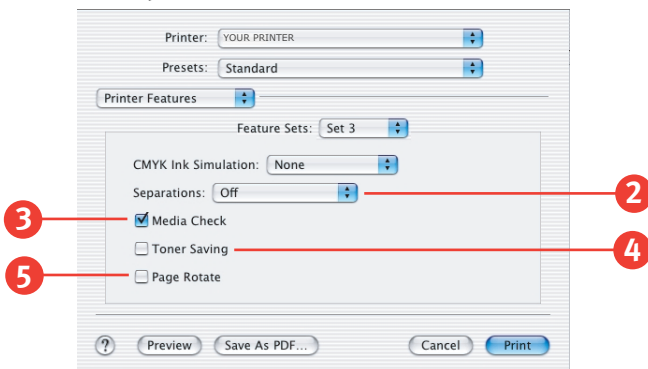 Printer: YOUR PRINTER
Presets: Standard
Printer Features
Feature Sets: Set 3
CMYK Ink Simulation: None
Separations: Off
2
3
Media Check
Toner Saving
4
5
Page Rotate
? Preview Save As PDF... Cancel Print